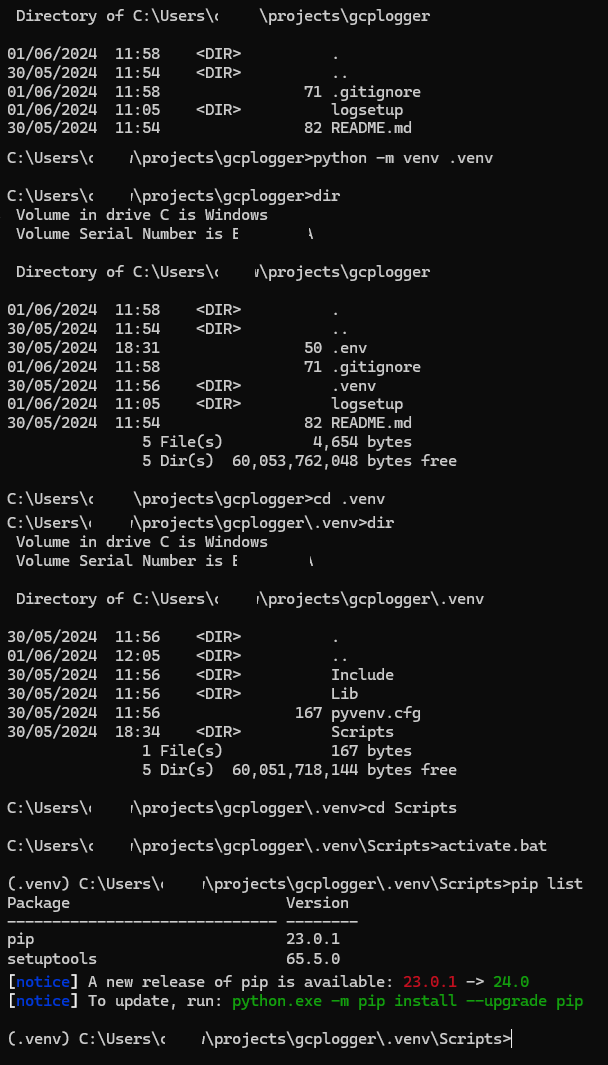 Directory of C:\Users\c \projects\gcplogger
01/06/2024 11:58 <DIR> .
30/05/2024 11:54 <DIR> ..
01/06/2024 11:58 71 .gitignore
01/06/2024 11:05 <DIR> logsetup
30/05/2024 11:54 82 README.md
C:\Users\c \projects\gcplogger>python -m venv .venv
C:\Users\c \projects\gcplogger>dir
Volume in drive C is Windows
Volume Serial Number is
Directory of C:\Users\c \projects\gcplogger
01/06/2024 11:58 <DIR> .
30/05/2024 11:54 <DIR> ..
30/05/2024 18:31 50 .env
01/06/2024 11:58 71 .gitignore
30/05/2024 11:56 <DIR> .venv
01/06/2024 11:05 <DIR> logsetup
30/05/2024 11:54 82 README.md
5 File(s) 4,654 bytes
5 Dir(s) 60,053,762,048 bytes free
C:\Users\c \projects\gcplogger>cd .venv
C:\Users\c \projects\gcplogger\.venv>dir
Volume in drive C is Windows
Volume Serial Number is
Directory of C:\Users\c \projects\gcplogger\.venv
30/05/2024 11:56 <DIR> .
01/06/2024 12:05 <DIR> ..
30/05/2024 11:56 <DIR> Include
30/05/2024 11:56 <DIR> Lib
30/05/2024 11:56 167 pyvenv.cfg
30/05/2024 18:34 <DIR> Scripts
1 File(s) 167 bytes
5 Dir(s) 60,051,718,144 bytes free
C:\Users\c \projects\gcplogger\.venv>cd Scripts
C:\Users\c \projects\gcplogger\.venv\Scripts>activate.bat
(.venv) C:\Users\c \projects\gcplogger\.venv\Scripts>pip list
Package Version
------------------------------ --------
pip 23.0.1
setuptools 65.5.0
[notice] A new release of pip is available: 23.0.1 -> 24.0
[notice] To update, run: python.exe -m pip install --upgrade pip
(.venv) C:\Users\c \projects\gcplogger\.venv\Scripts>